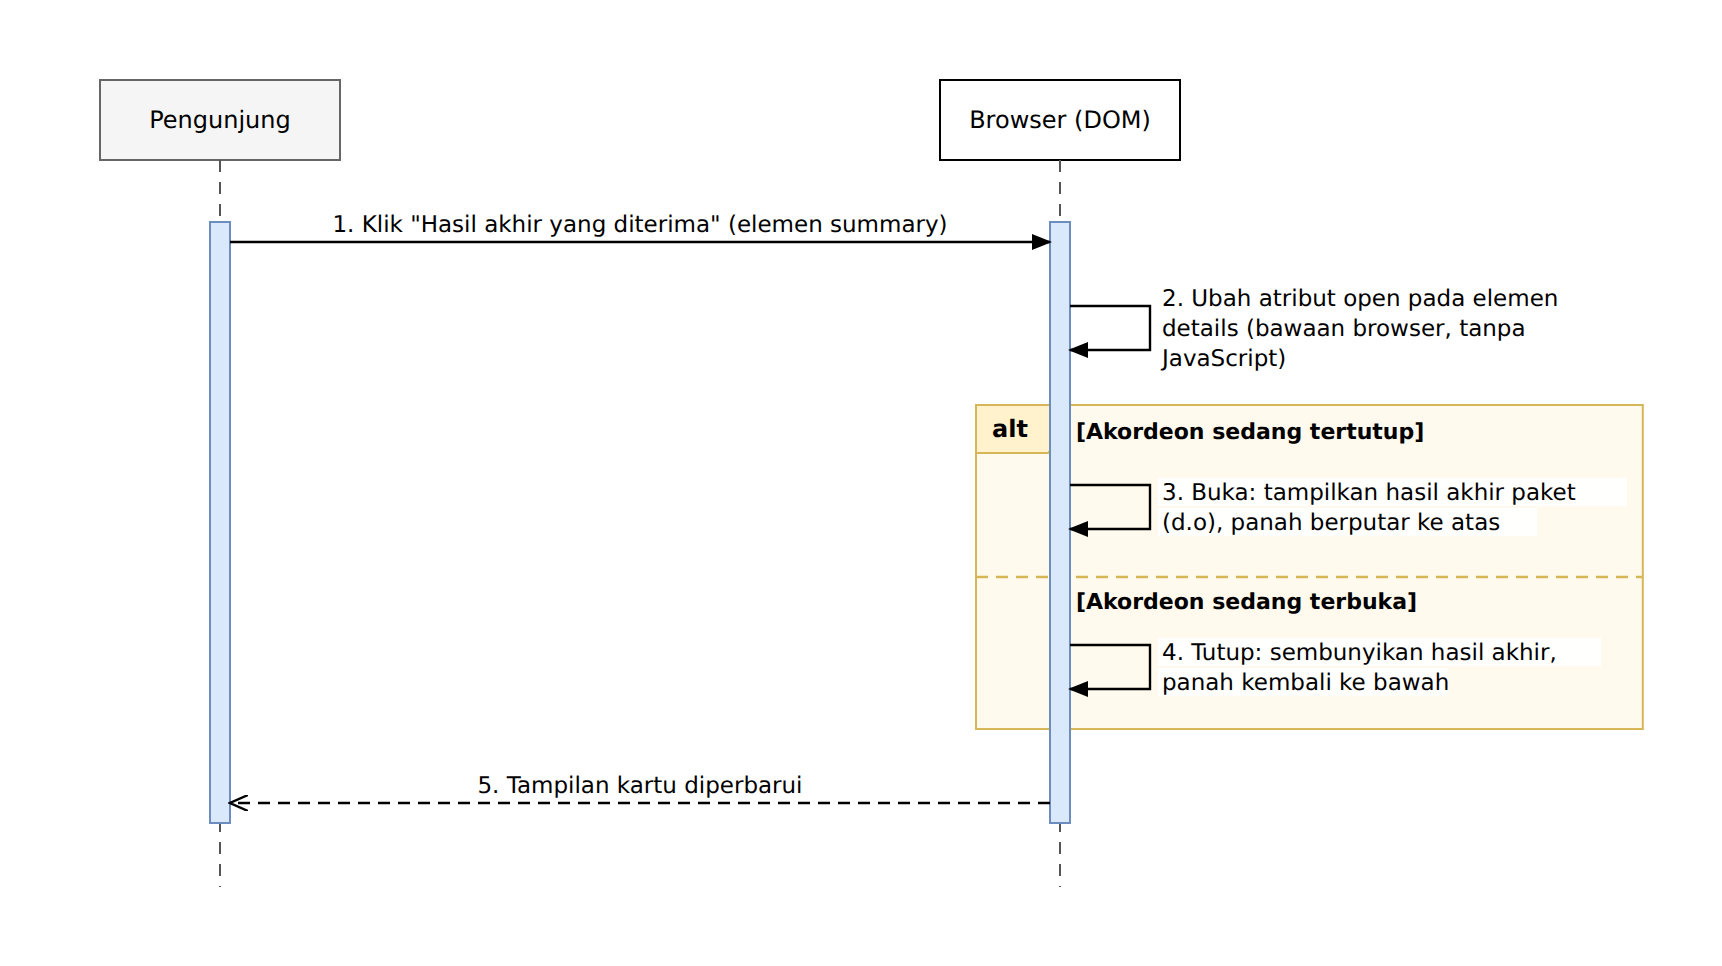 Pengunjung
Browser (DOM)
1. Klik "Hasil akhir yang diterima" (elemen summary)
2. Ubah atribut open pada elemen
details (bawaan browser, tanpa
JavaScript)
alt
[Akordeon sedang tertutup]
3. Buka: tampilkan hasil akhir paket
(d.o), panah berputar ke atas
[Akordeon sedang terbuka]
4. Tutup: sembunyikan hasil akhir,
panah kembali ke bawah
5. Tampilan kartu diperbarui